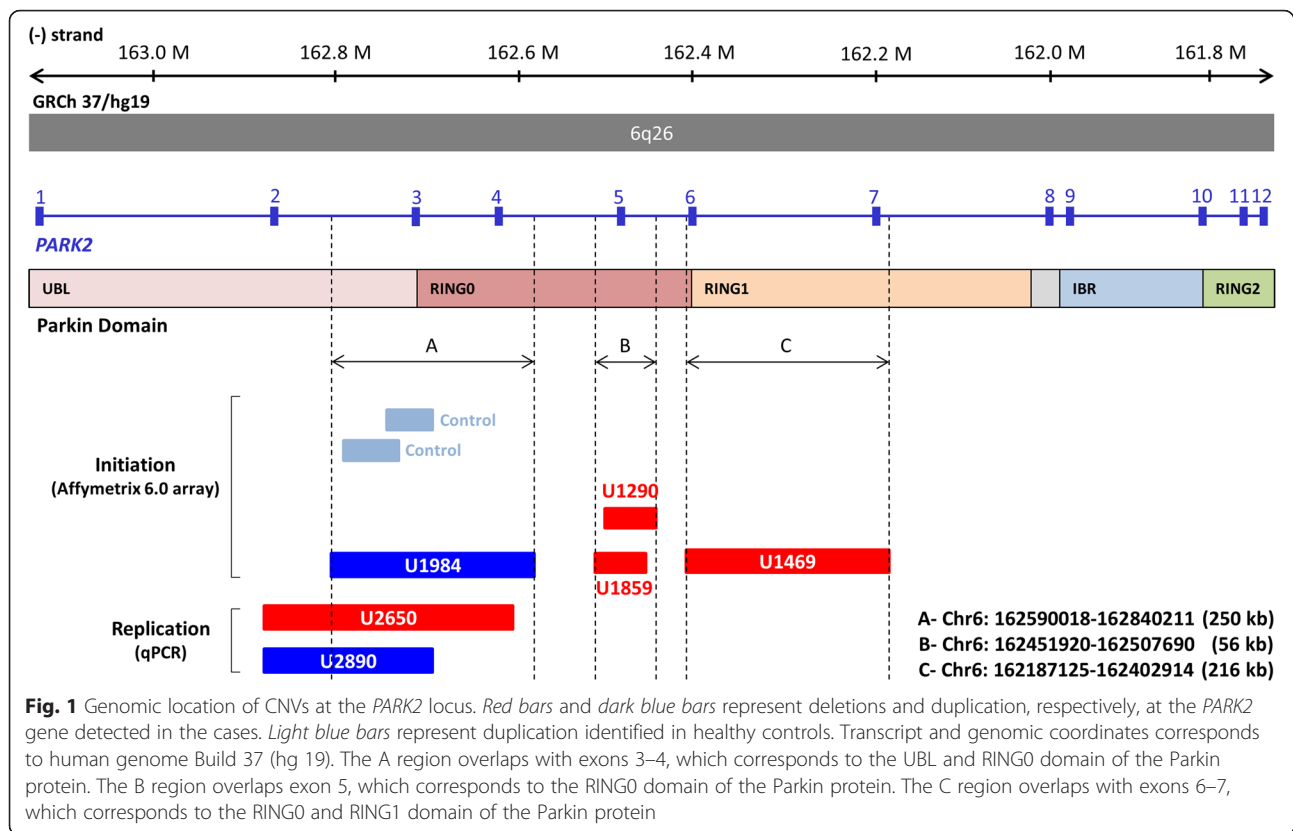 (-) strand
163.0 M 162.8 M 162.6 M 162.4 M 162.2 M 162.0 M 161.8 M
GRCh 37/hg19
6q26
1 2 3 4 5 6 7 8 9 10 11 12
PARK2
UBL RING0 RING1 IBR RING2
Parkin Domain
A B C
Control
Control
Initiation
(Affymetrix 6.0 array)
U1290
U1984 U1469
U1859
U2650
Replication
(qPCR)
U2890
A- Chr6: 162590018-162840211 (250 kb)
B- Chr6: 162451920-162507690 (56 kb)
C- Chr6: 162187125-162402914 (216 kb)
Fig. 1 Genomic location of CNVs at the PARK2 locus. Red bars and dark blue bars represent deletions and duplication, respectively, at the PARK2
gene detected in the cases. Light blue bars represent duplication identified in healthy controls. Transcript and genomic coordinates corresponds
to human genome Build 37 (hg 19). The A region overlaps with exons 3–4, which corresponds to the UBL and RING0 domain of the Parkin
protein. The B region overlaps exon 5, which corresponds to the RING0 domain of the Parkin protein. The C region overlaps with exons 6–7,
which corresponds to the RING0 and RING1 domain of the Parkin protein